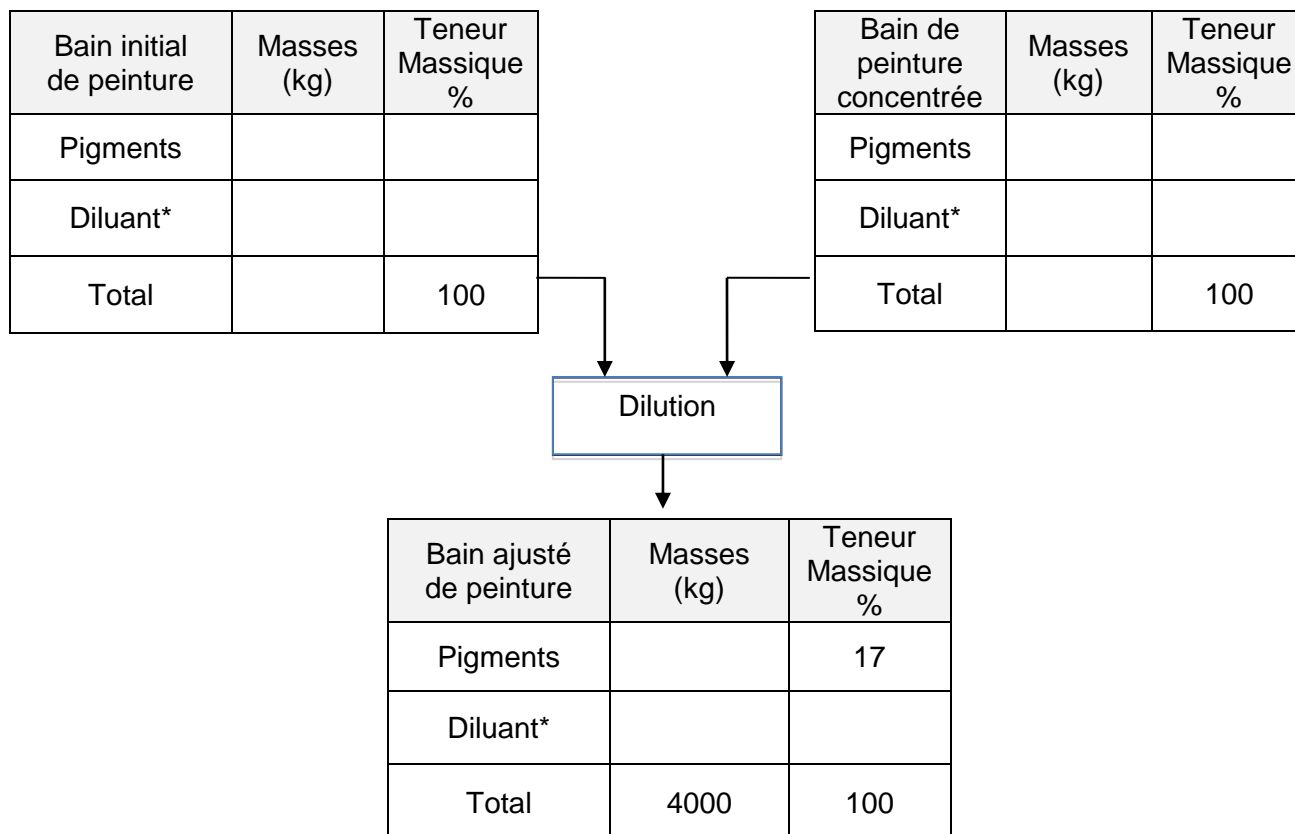 Bain initial
de peinture
Masses
(kg)
Teneur
Massique
%
Pigments
Diluant*
Total
100
Bain de
peinture
concentrée
Masses
(kg)
Teneur
Massique
%
Pigments
Diluant*
Total
100
Dilution
Bain ajusté
de peinture
Masses
(kg)
Teneur
Massique
%
Pigments
17
Diluant*
Total
4000
100